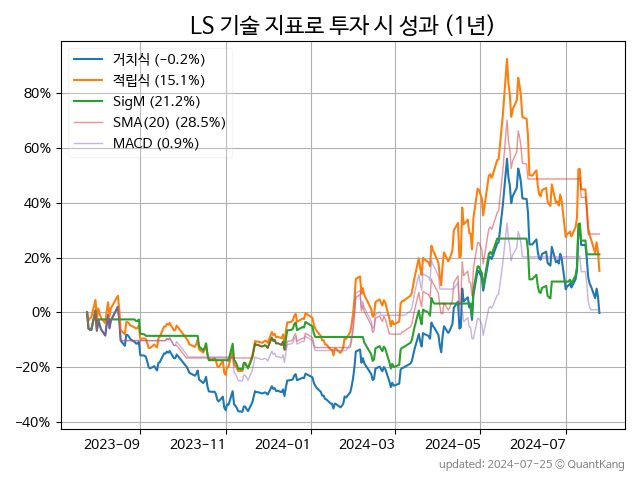 LS 기술 지표로 투자 시 성과 (1년)
거치식 (−0.2%)
적립식 (15.1%)
SigM (21.2%)
SMA(20) (28.5%)
MACD (0.9%)
80%
60%
40%
20%
0%
−20%
−40%
2023-09
2023-11
2024-01
2024-03
2024-05
2024-07
updated: 2024-07-25 © QuantKang